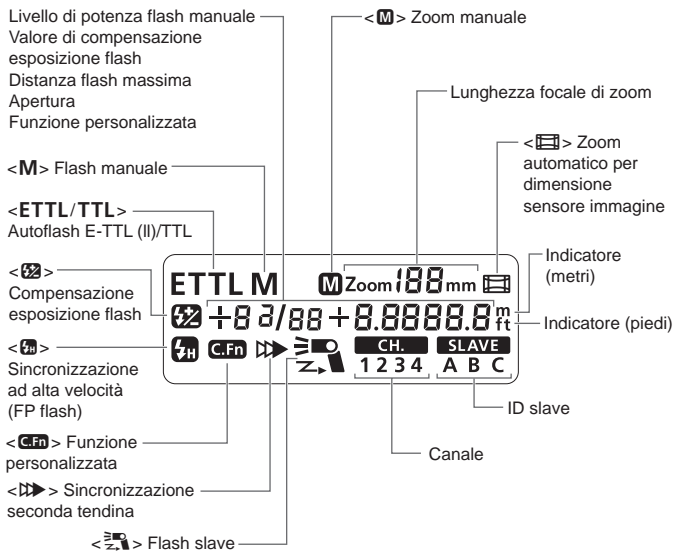 Livello di potenza flash manuale
Valore di compensazione
esposizione flash
Distanza flash massima
Apertura
Funzione personalizzata
<M> Zoom manuale
Lunghezza focale di zoom
< > Zoom
automatico per
dimensione
sensore immagine
<M> Flash manuale
<ETTL/TTL>
Autoflash E-TTL (II)/TTL
< >
Compensazione
esposizione flash
< H >
Sincronizzazione
ad alta velocità
(FP flash)
<C.Fn> Funzione
personalizzata
< > Sincronizzazione
seconda tendina
< > Flash slave
Indicatore
(metri)
Indicatore (piedi)
ID slave
Canale
ETTL M M Zoom 188 mm
+8 8/88 +8.8888.8 m ft
H C.Fn CH. SLAVE
1 2 3 4 A B C